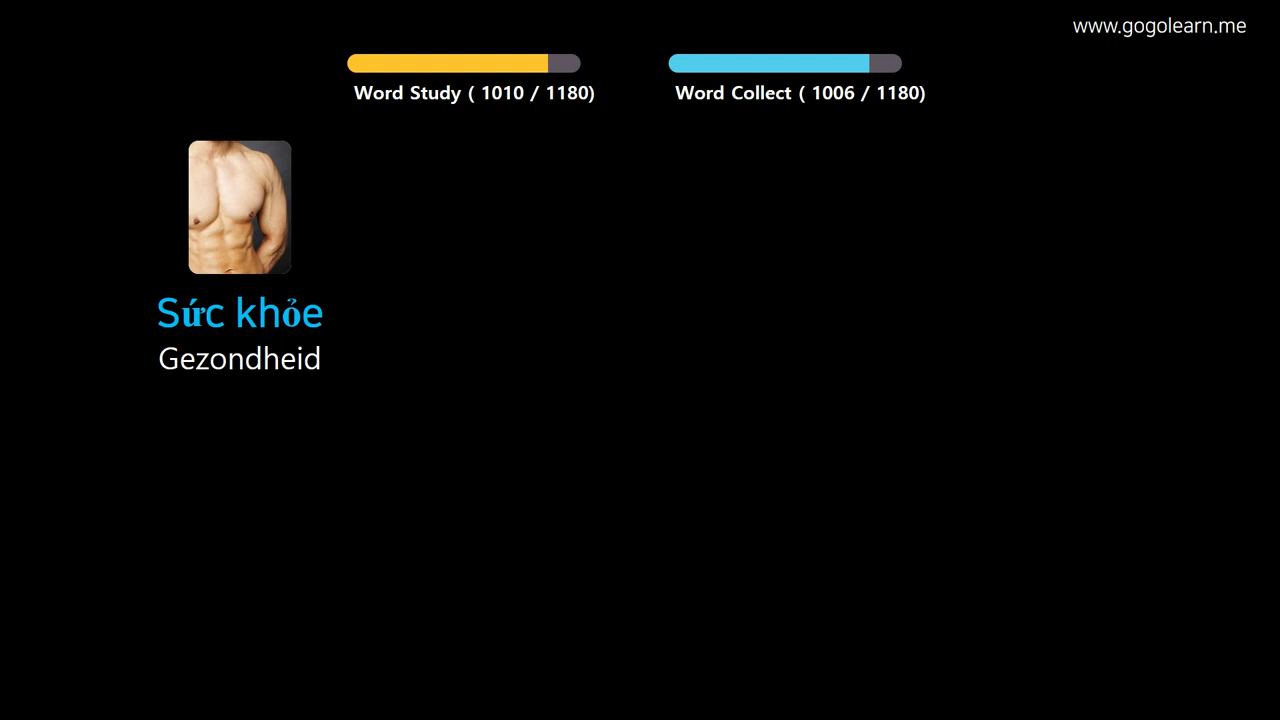 www.gogolearn.me
Word Study ( 1010 / 1180)
Word Collect ( 1006 / 1180)
Sức khỏe
Gezondheid